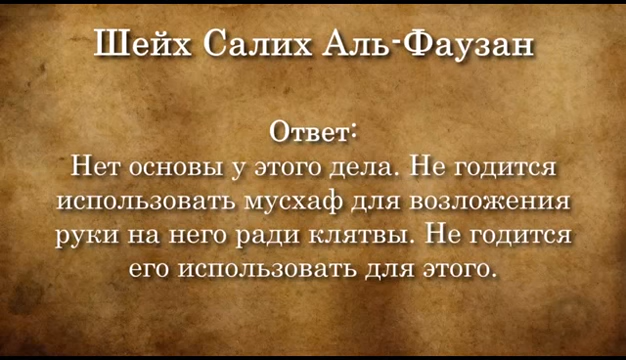 Шейх Салих Аль-Фаузан
Ответ:
Нет основы у этого дела. Не годится
использовать мусхаф для возложения
руки на него ради клятвы. Не годится
его использовать для этого.